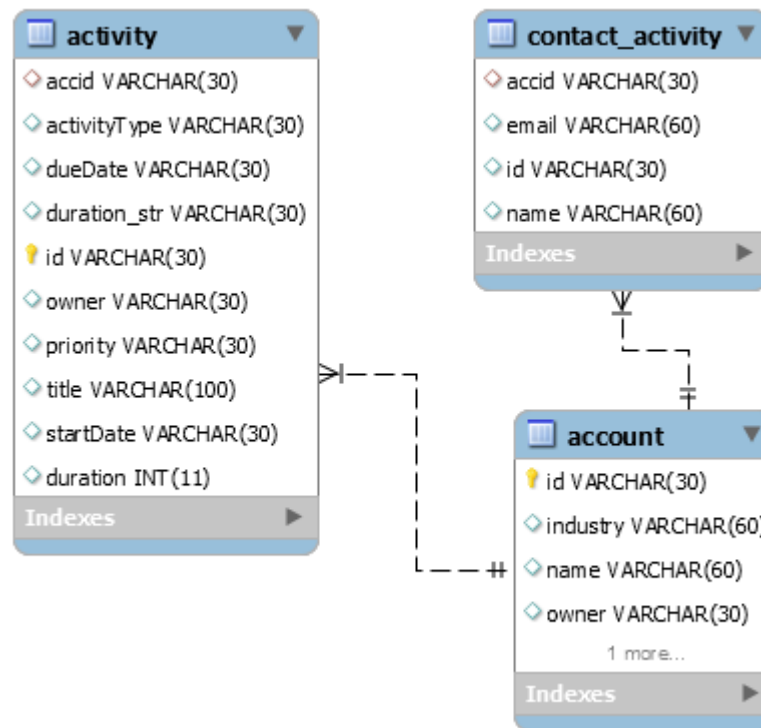 activity
accid VARCHAR(30)
activityType VARCHAR(30)
dueDate VARCHAR(30)
duration_str VARCHAR(30)
id VARCHAR(30)
owner VARCHAR(30)
priority VARCHAR(30)
title VARCHAR(100)
startDate VARCHAR(30)
duration INT(11)
Indexes
contact_activity
accid VARCHAR(30)
email VARCHAR(60)
id VARCHAR(30)
name VARCHAR(60)
Indexes
account
id VARCHAR(30)
industry VARCHAR(60)
name VARCHAR(60)
owner VARCHAR(30)
1 more...
Indexes